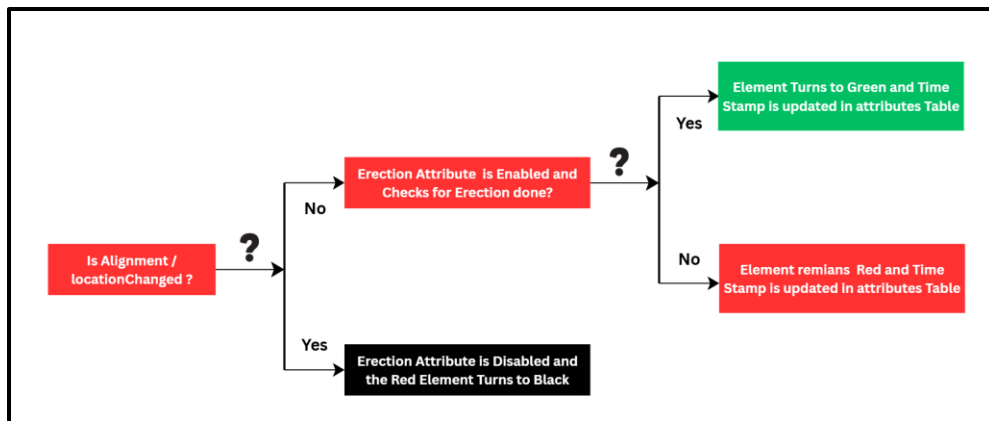 Is Alignment /
locationChanged ?
?
No
Yes
Erection Attribute  is Enabled and
Checks for Erection done?
Erection Attribute is Disabled and
the Red Element Turns to Black
?
Yes
No
Element Turns to Green and Time
Stamp is updated in attributes Table
Element remians  Red and Time
Stamp is updated in attributes Table